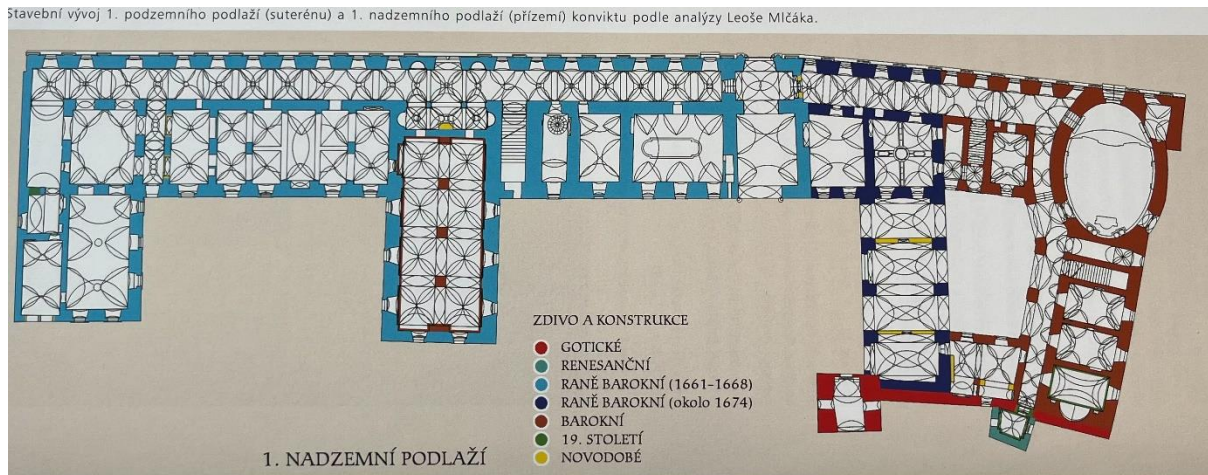 Stavební vývoj 1. podzemního podlaží (suterénu) a 1. nadzemního podlaží (přízemí) konviktu podle analýzy Leoše Mlčáka.
ZDIVO A KONSTRUKCE
GOTICKÉ
RENESANČNÍ
RANĚ BAROKNÍ (1661–1668)
RANĚ BAROKNÍ (okolo 1674)
BAROKNÍ
19. STOLETÍ
NOVODOBÉ
1. NADZEMNÍ PODLAŽÍ